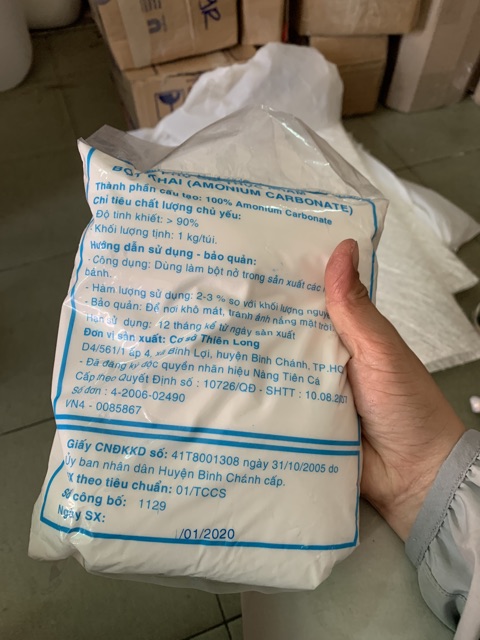 BỘT KHAI (AMONIUM CARBONATE)
Thành phần cấu tạo: 100% Amonium Carbonate
Chỉ tiêu chất lượng chủ yếu:
- Độ tinh khiết: > 90%
- Khối lượng tịnh: 1 kg/túi.
Hướng dẫn sử dụng - bảo quản:
- Công dụng: Dùng làm bột nở trong sản xuất các
bánh.
- Hàm lượng sử dụng: 2-3 % so với khối lượng
- Bảo quản: Để nơi khô mát, tránh ánh nắng mặt trời
Hạn sử dụng: 12 tháng kể từ ngày sản xuất
Đơn vị sản xuất: Cơ sở Thiên Long
D4/561/1 ấp 4, xã Bình Lợi, huyện Bình Chánh, TP.HC
- Đã đăng ký độc quyền nhãn hiệu Nàng Tiên Cá
Cấp theo Quyết Định số : 10726/QĐ - SHTT : 10.08.
Số đơn : 4-2006-02490
VN4 - 0085867
Giấy CNĐKKD số: 41T8001308 ngày 31/10/2005 do
Ủy ban nhân dân Huyện Bình Chánh cấp.
SX theo tiêu chuẩn: 01/TCCS
Số công bố: 1129
Ngày SX:
/01/2020